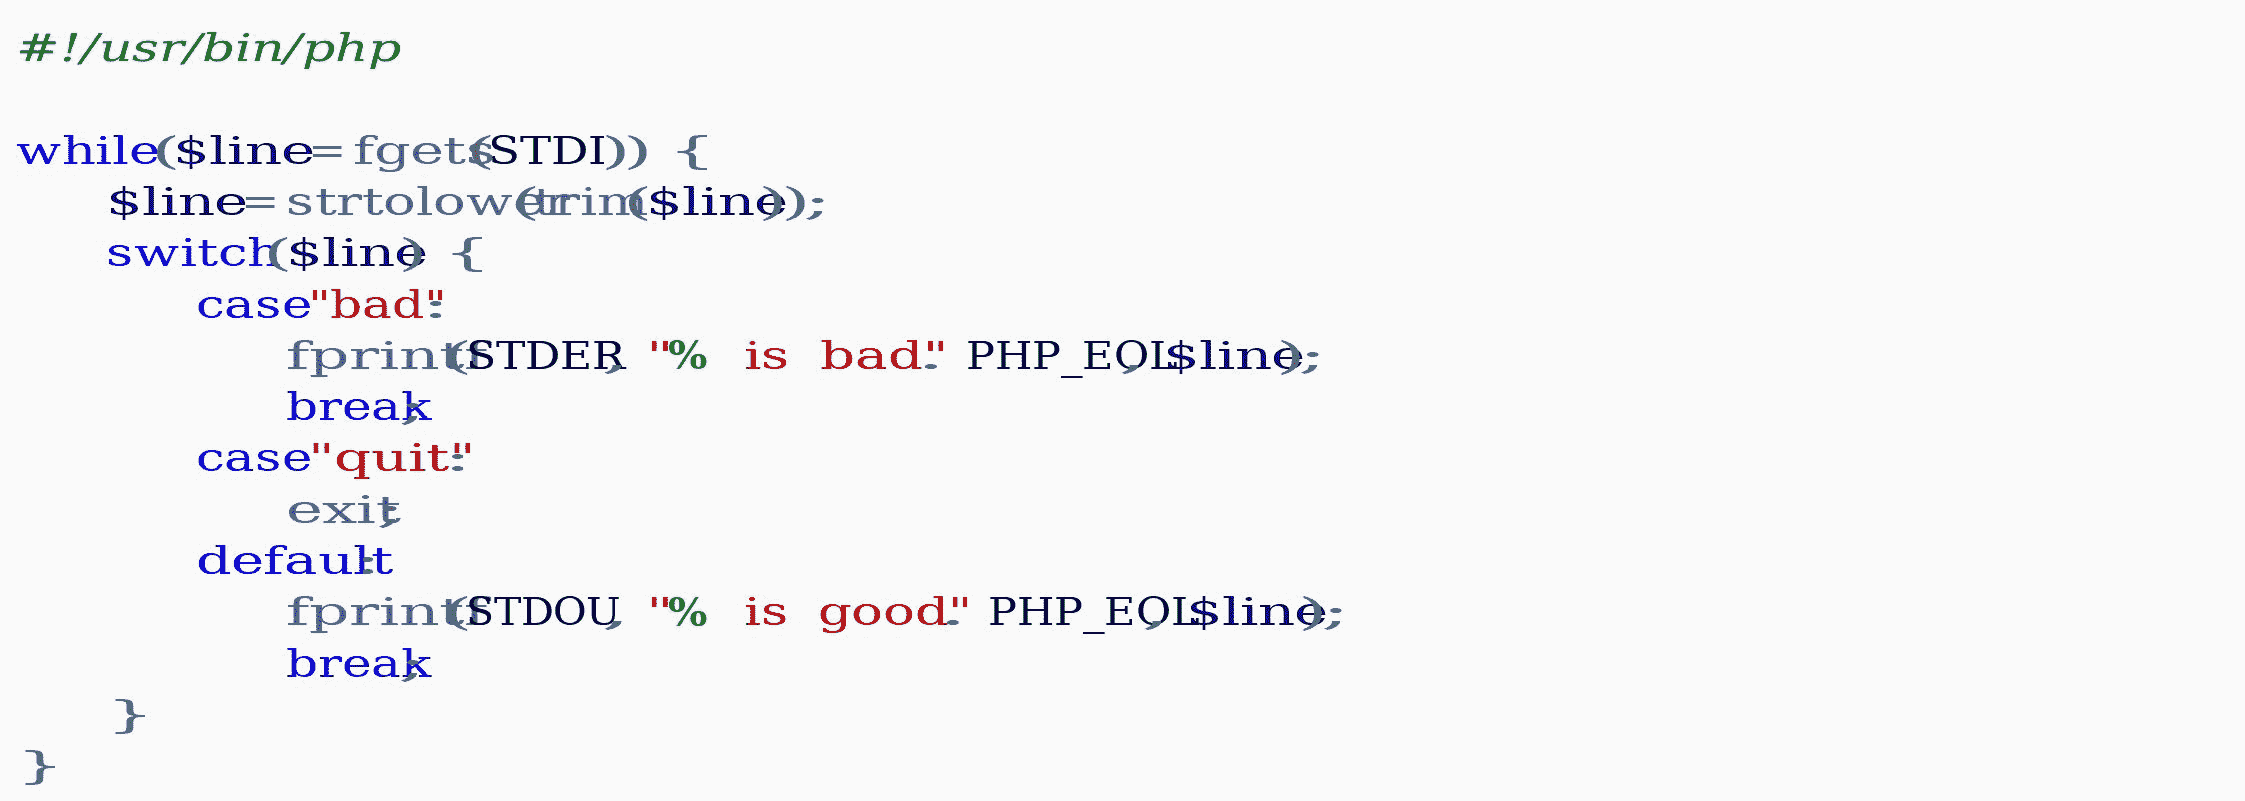 #!/usr/bin/php
while($line= fgets(STDI)) {
$line= strtolower(trim($line));
switch($line) {
case"bad":
fprintf(STDER, "% is bad". PHP_EOL, $line);
break;
case"quit":
exit;
default:
fprintf(STDOU, "% is good". PHP_EOL, $line);
break;
}
}